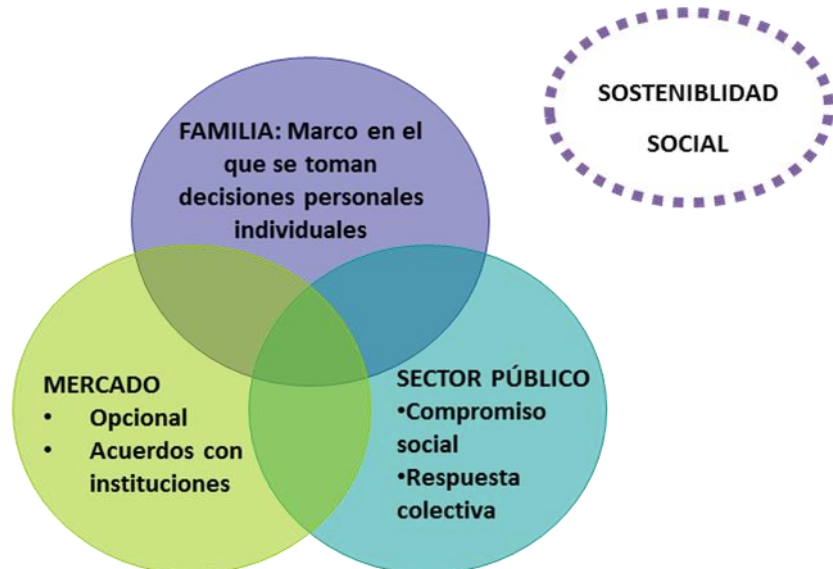 FAMILIA: Marco en el
que se toman
decisiones personales
individuales
SOSTENIBLIDAD
SOCIAL
MERCADO
• Opcional
• Acuerdos con
instituciones
SECTOR PÚBLICO
•Compromiso
social
•Respuesta
colectiva